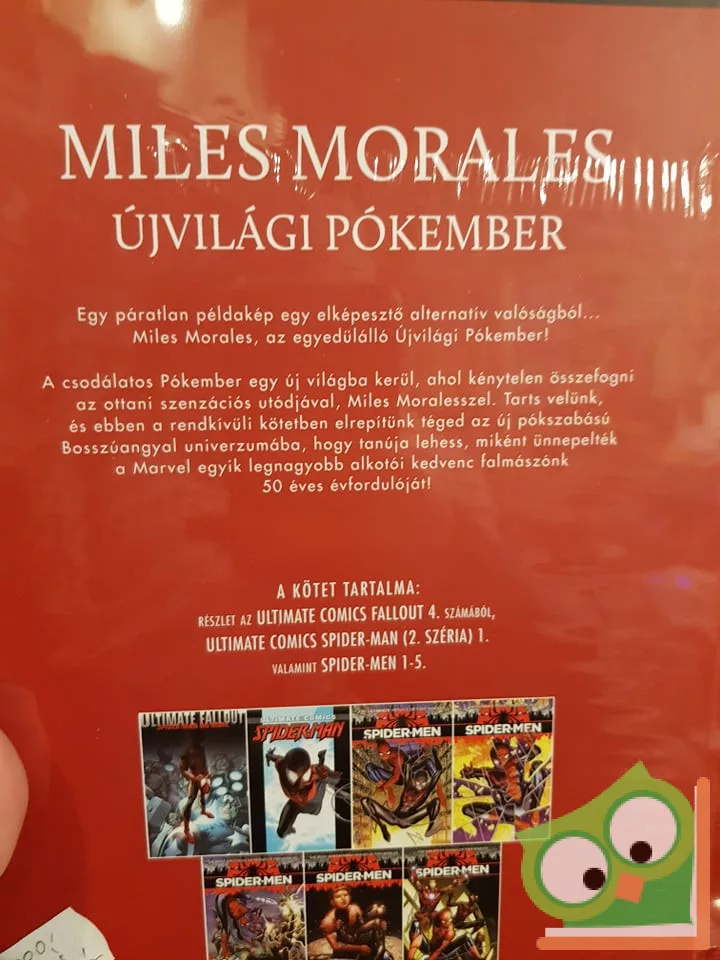 MILES MORALES
ÚJVILÁGI PÓKEMBER
Egy páratlan példakép egy elképesztő alternatív valóságból...
Miles Morales, az egyedülálló Újvilági Pókember!
A csodálatos Pókember egy új világba kerül, ahol kénytelen összefogni
az ottani szenzációs utódjával, Miles Moralesszel. Tarts velünk,
és ebben a rendkívüli kötetben elrepítünk téged az új pókszabású
Bosszúangyal univerzumába, hogy tanúja lehess, miként ünnepelték
a Marvel egyik legnagyobb alkotói kedvenc falmászónk
50 éves évfordulóját!
A KÖTET TARTALMA:
RÉSZLET AZ ULTIMATE COMICS FALLOUT 4. SZÁMÁBÓL,
ULTIMATE COMICS SPIDER-MAN (2. SZÉRIA) 1.
VALAMINT SPIDER-MEN 1-5.
ULTIMATE FALLOUT
ULTIMATE COMICS
SPIDER-MAN
SPIDER-MEN
SPIDER-MEN
SPIDER-MEN
SPIDER-MEN
SPIDER-MEN